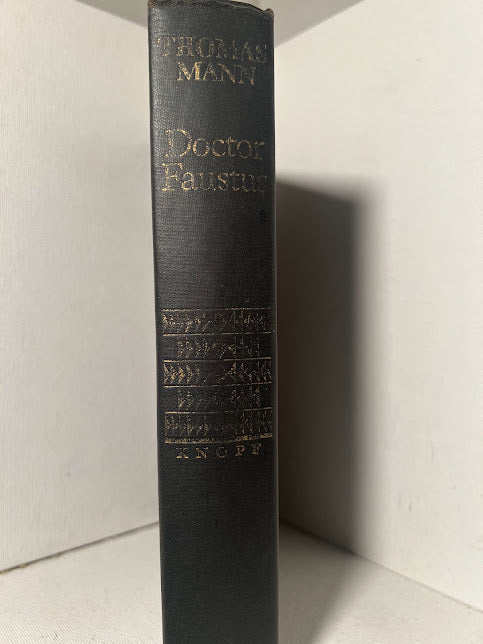 THOMAS
MANN
Doctor
Faustus
KNOPF